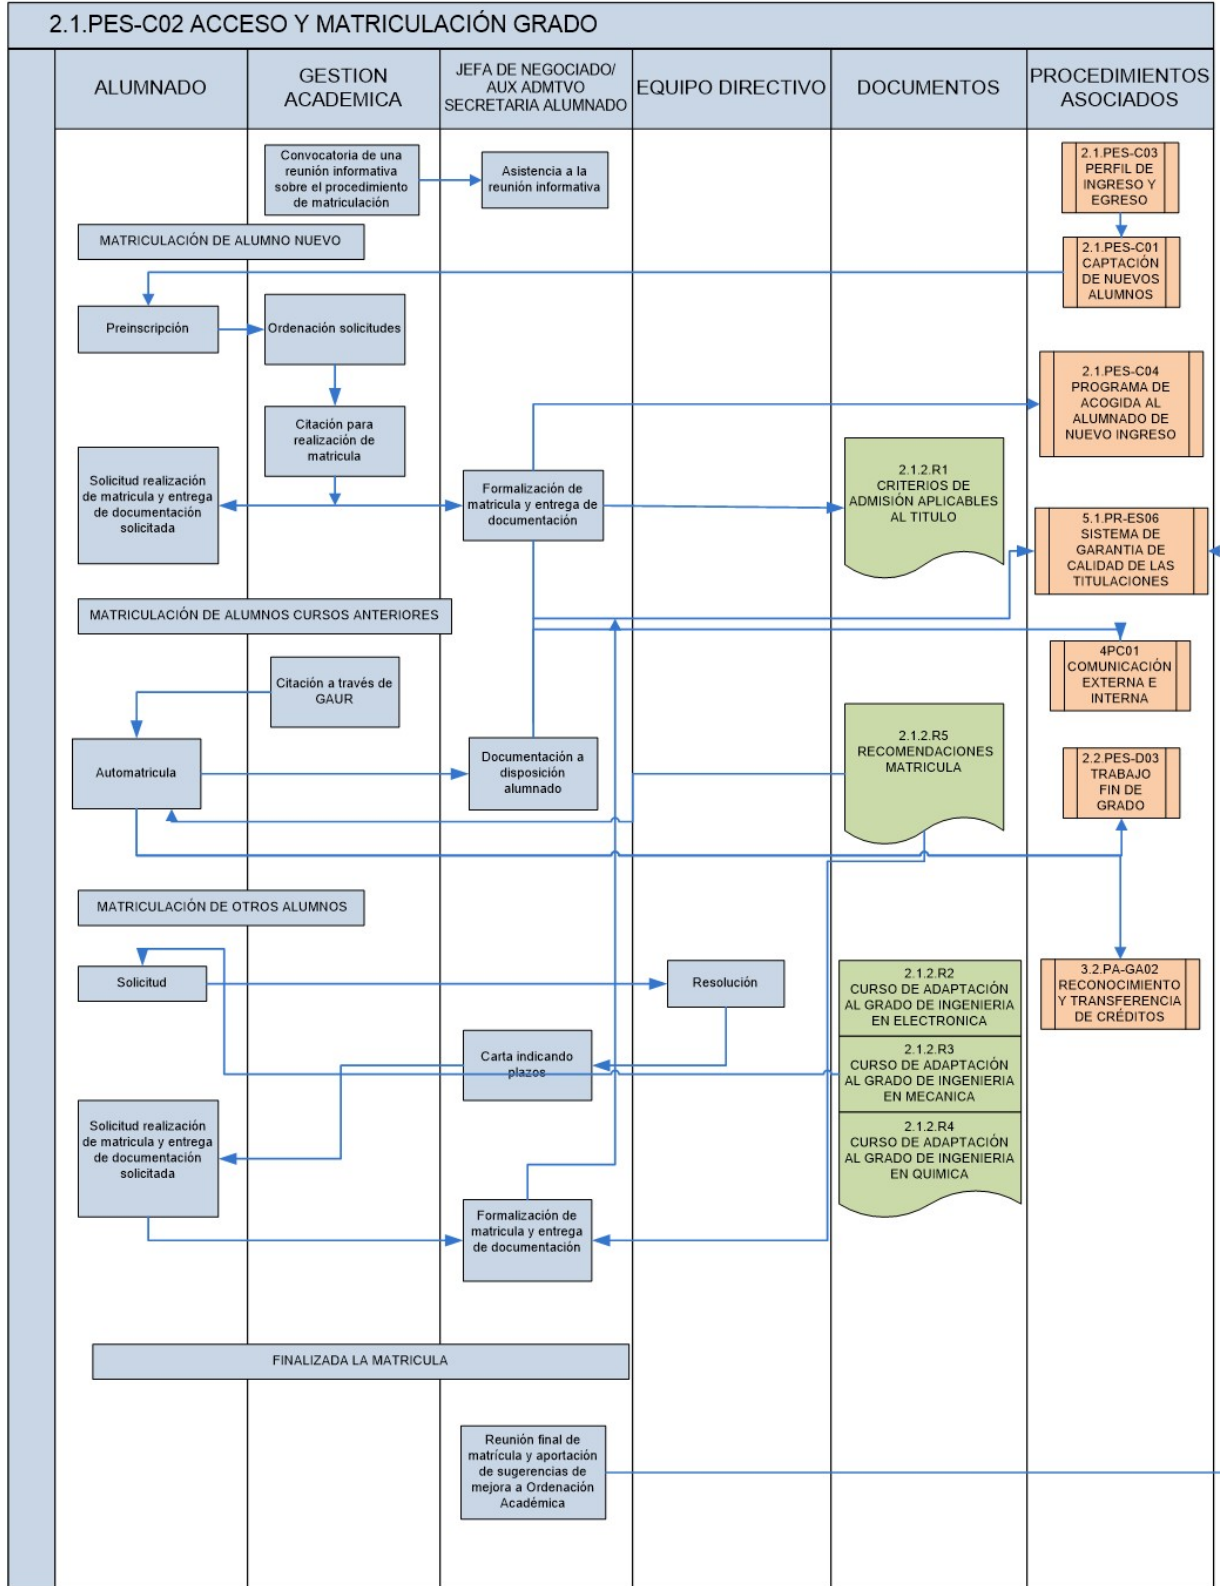 2.1.PES-C02 ACCESO Y MATRICULACIÓN GRADO
ALUMNADO
GESTION
ACADEMICA
JEFA DE NEGOCIADO/
AUX ADMTVO
SECRETARIA ALUMNADO
EQUIPO DIRECTIVO
DOCUMENTOS
PROCEDIMIENTOS
ASOCIADOS
Convocatoria de una
reunión informativa
sobre el procedimiento
de matriculación
Asistencia a la
reunión informativa
2.1.PES-C03
PERFIL DE
INGRESO Y
EGRESO
MATRICULACIÓN DE ALUMNO NUEVO
2.1.PES-C01
CAPTACIÓN
DE NUEVOS
ALUMNOS
Preinscripción
Ordenación solicitudes
2.1.PES-C04
PROGRAMA DE
ACOGIDA AL
ALUMNADO DE
NUEVO INGRESO
Citación para
realización de
matricula
Solicitud realización
de matricula y entrega
de documentación
solicitada
Formalización de
matricula y entrega de
documentación
2.1.2.R1
CRITERIOS DE
ADMISIÓN APLICABLES
AL TITULO
5.1.PR-ES06
SISTEMA DE
GARANTIA DE
CALIDAD DE LAS
TITULACIONES
MATRICULACIÓN DE ALUMNOS CURSOS ANTERIORES
4PC01
COMUNICACIÓN
EXTERNA E
INTERNA
Citación a través de
GAUR
Automatricula
Documentación a
disposición
alumnado
2.1.2.R5
RECOMENDACIONES
MATRICULA
2.2.PES-D03
TRABAJO
FIN DE
GRADO
MATRICULACIÓN DE OTROS ALUMNOS
Solicitud
Resolución
2.1.2.R2
CURSO DE ADAPTACIÓN
AL GRADO DE INGENIERIA
EN ELECTRONICA
3.2.PA-GA02
RECONOCIMIENTO
Y TRANSFERENCIA
DE CRÉDITOS
Carta indicando
plazos
2.1.2.R3
CURSO DE ADAPTACIÓN
AL GRADO DE INGENIERIA
EN MECANICA
Solicitud realización
de matricula y entrega
de documentación
solicitada
2.1.2.R4
CURSO DE ADAPTACIÓN
AL GRADO DE INGENIERIA
EN QUIMICA
Formalización de
matricula y entrega
de documentación
FINALIZADA LA MATRICULA
Reunión final de
matrícula y aportación
de sugerencias de
mejora a Ordenación
Académica